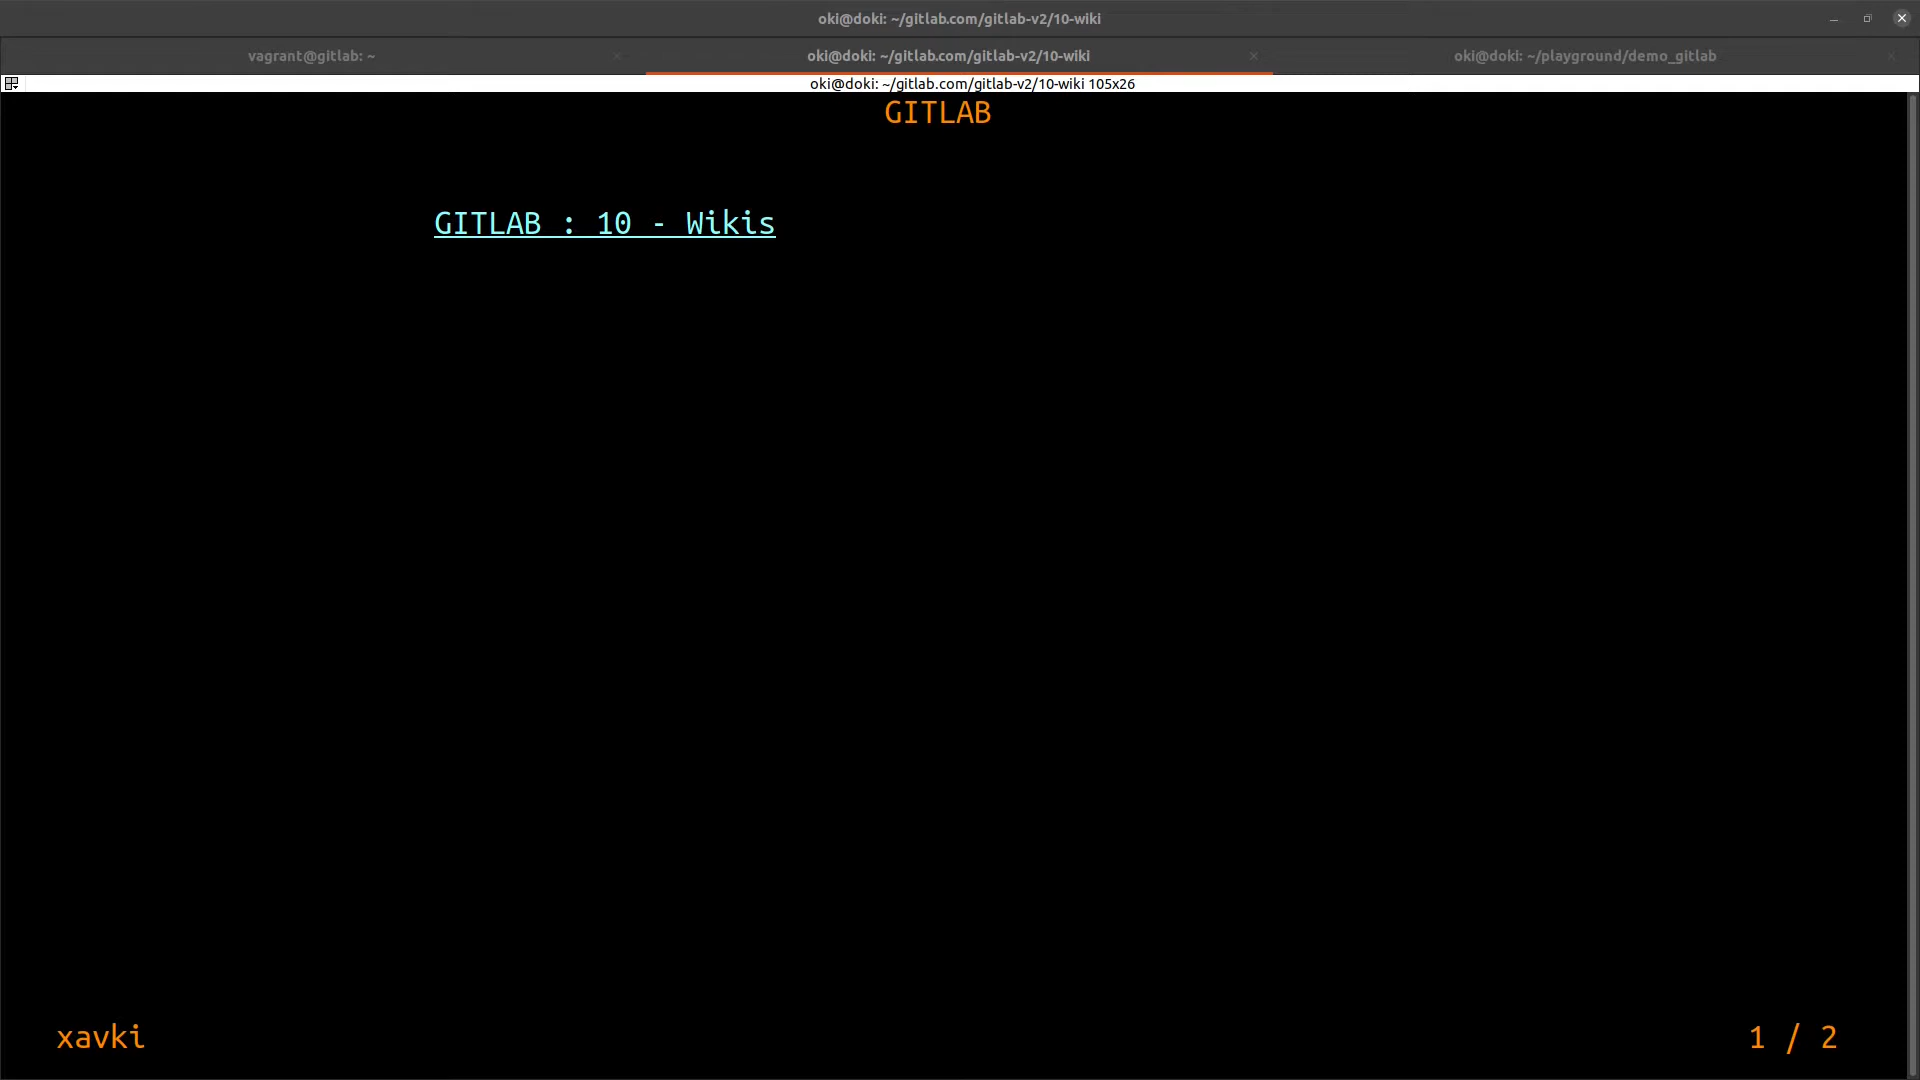 oki@doki: ~/gitlab.com/gitlab-v2/10-wiki
vagrant@gitlab: ~
oki@doki: ~/gitlab.com/gitlab-v2/10-wiki
oki@doki: ~/playground/demo_gitlab
oki@doki: ~/gitlab.com/gitlab-v2/10-wiki 105x26
GITLAB
GITLAB : 10 - Wikis
xavki
1 / 2